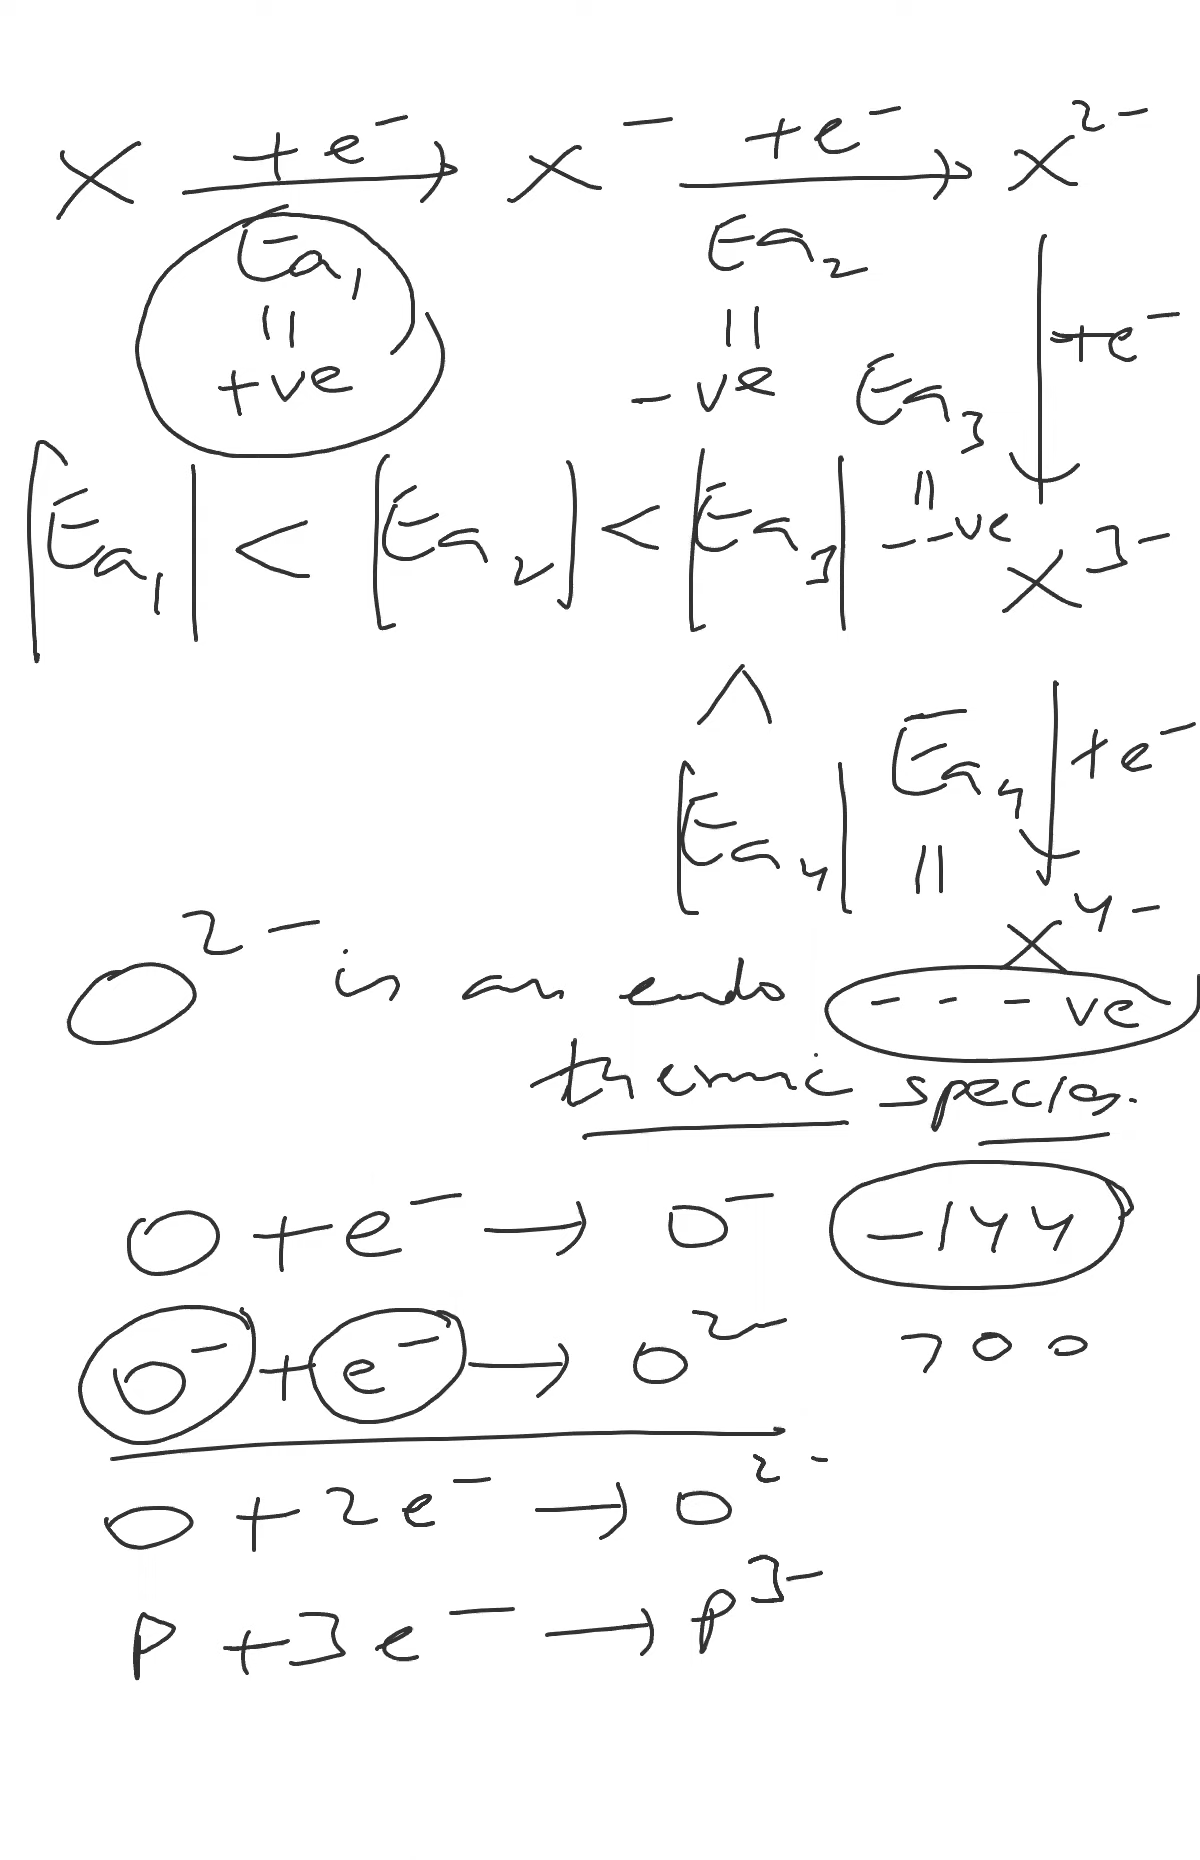 X +e⁻ → X⁻ +e⁻ → X²⁻
Ea₁ Ea₂
= = +e⁻
+ve -ve Ea₃
|Ea₁| < |Ea₂| < |Ea₃| = --ve X³⁻
^
|Ea₄| Ea₄ = +e⁻
X⁴⁻
O²⁻ is an endo ---ve
thermic species.
O + e⁻ → O⁻ -144
O⁻ + e⁻ → O²⁻ 700
O + 2e⁻ → O²⁻
P + 3e⁻ → P³⁻